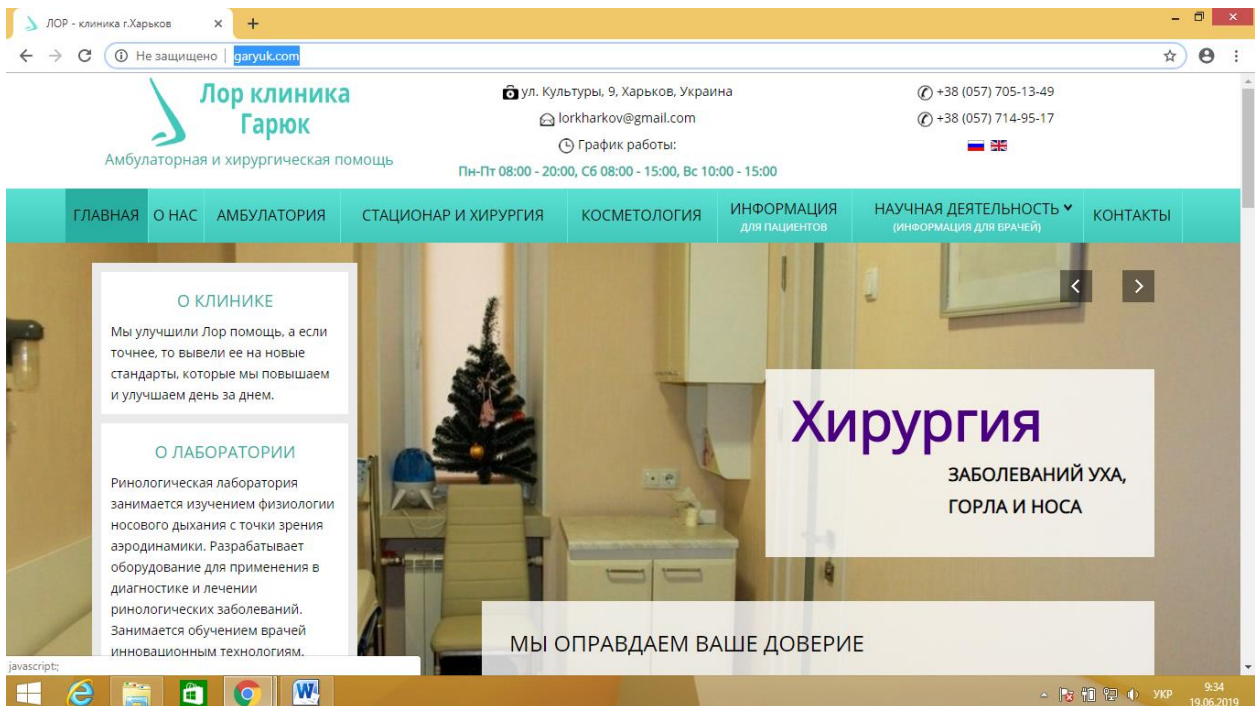 ЛОР - клиника г.Харьков
Не защищено | garyuk.com
Лор клиника
Гарюк
Амбулаторная и хирургическая помощь
ул. Культуры, 9, Харьков, Украина
lorkharkov@gmail.com
График работы:
Пн-Пт 08:00 - 20:00, Сб 08:00 - 15:00, Вс 10:00 - 15:00
+38 (057) 705-13-49
+38 (057) 714-95-17
ГЛАВНАЯ О НАС АМБУЛАТОРИЯ СТАЦИОНАР И ХИРУРГИЯ КОСМЕТОЛОГИЯ ИНФОРМАЦИЯ НАУЧНАЯ ДЕЯТЕЛЬНОСТЬ КОНТАКТЫ
ДЛЯ ПАЦИЕНТОВ (ИНФОРМАЦИЯ ДЛЯ ВРАЧЕЙ)
О КЛИНИКЕ
Мы улучшили Лор помощь, а если
точнее, то вывели ее на новые
стандарты, которые мы повышаем
и улучшаем день за днем.
О ЛАБОРАТОРИИ
Ринологическая лаборатория
занимается изучением физиологии
носового дыхания с точки зрения
аэродинамики. Разрабатывает
оборудование для применения в
диагностике и лечении
ринологических заболеваний.
Занимается обучением врачей
инновационным технологиям.
Хирургия
ЗАБОЛЕВАНИЙ УХА,
ГОРЛА И НОСА
МЫ ОПРАВДАЕМ ВАШЕ ДОВЕРИЕ
javascript:;
УКР
9:34
19.06.2019